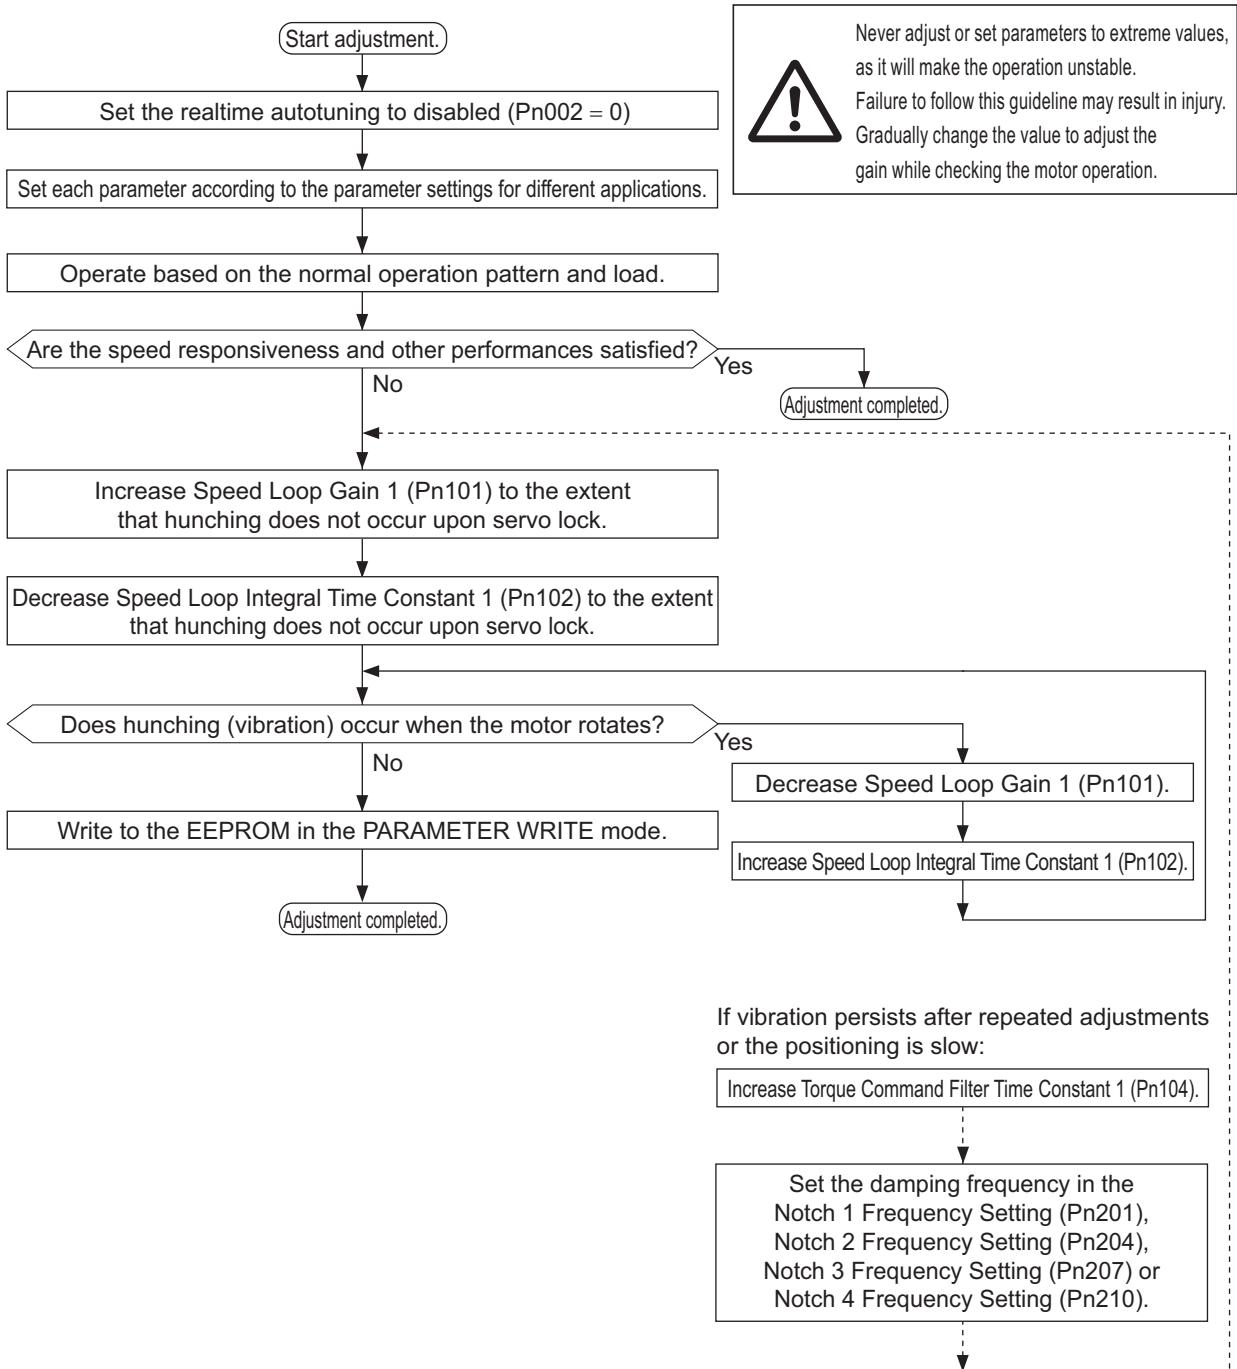 Start adjustment.
Never adjust or set parameters to extreme values,
as it will make the operation unstable.
Failure to follow this guideline may result in injury.
Gradually change the value to adjust the
gain while checking the motor operation.
Set the realtime autotuning to disabled (Pn002 = 0)
Set each parameter according to the parameter settings for different applications.
Operate based on the normal operation pattern and load.
Are the speed responsiveness and other performances satisfied?
Yes
No
Adjustment completed.
Increase Speed Loop Gain 1 (Pn101) to the extent
that hunching does not occur upon servo lock.
Decrease Speed Loop Integral Time Constant 1 (Pn102) to the extent
that hunching does not occur upon servo lock.
Does hunching (vibration) occur when the motor rotates?
Yes
No
Decrease Speed Loop Gain 1 (Pn101).
Write to the EEPROM in the PARAMETER WRITE mode.
Increase Speed Loop Integral Time Constant 1 (Pn102).
Adjustment completed.
If vibration persists after repeated adjustments
or the positioning is slow:
Increase Torque Command Filter Time Constant 1 (Pn104).
Set the damping frequency in the
Notch 1 Frequency Setting (Pn201),
Notch 2 Frequency Setting (Pn204),
Notch 3 Frequency Setting (Pn207) or
Notch 4 Frequency Setting (Pn210).